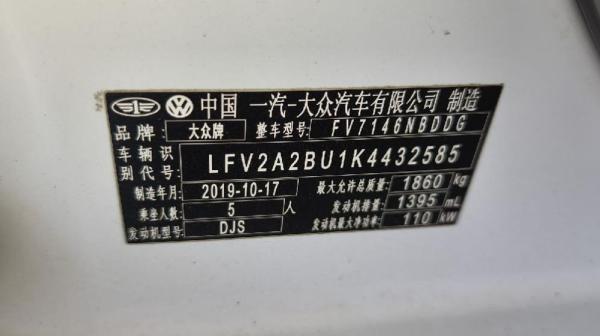 中国 一汽-大众汽车有限公司 制造
品牌: 大众牌 整车型号: FV7146NBDDG
车辆识别代号: LFV2A2BU1K4432585
制造年月: 2019-10-17 最大允许总质量: 1860 kg
乘坐人数: 5 人 发动机排量: 1395 mL
发动机型号: DJS 发动机最大净功率: 110 kW